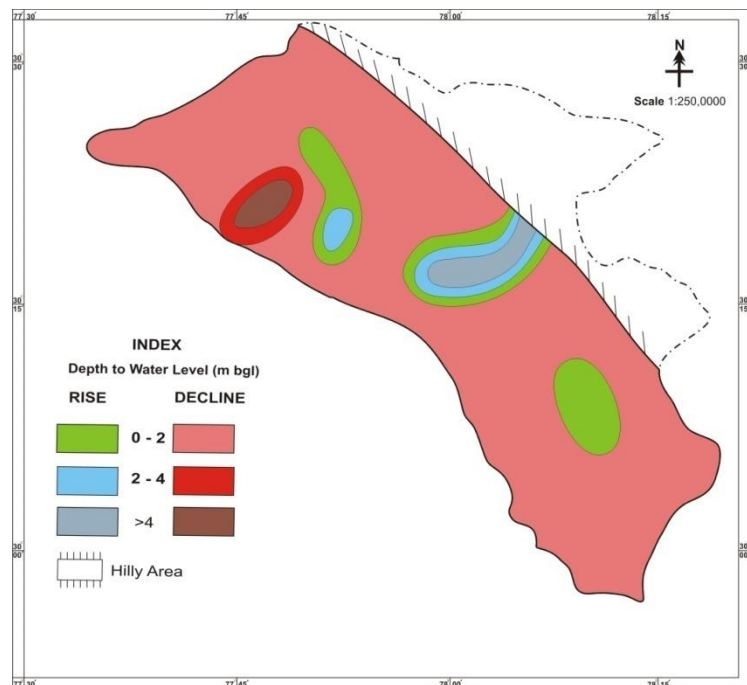 77°30' 77°45' 78°00' 78°15'
30°
30'
30°
30'
N
Scale 1:250,0000
30°
15'
30°
15'
INDEX
Depth to Water Level (m bgl)
RISE DECLINE
0 - 2
2 - 4
>4
Hilly Area
30°
00'
30°
00'
77°30' 77°45' 78°00' 78°15'